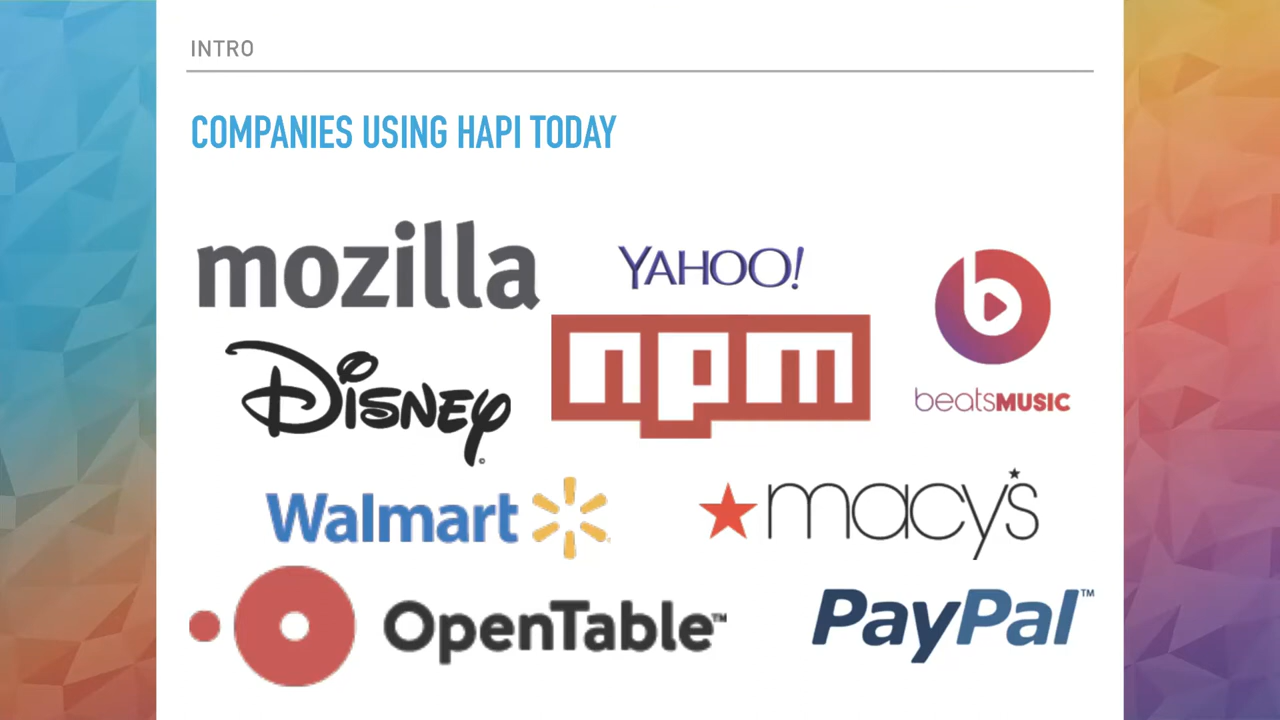 INTRO
COMPANIES USING HAPI TODAY
mozilla
YAHOO!
b
beatsMUSIC
DISNEY
©
npm
Walmart
macy's
OpenTable™
PayPal™